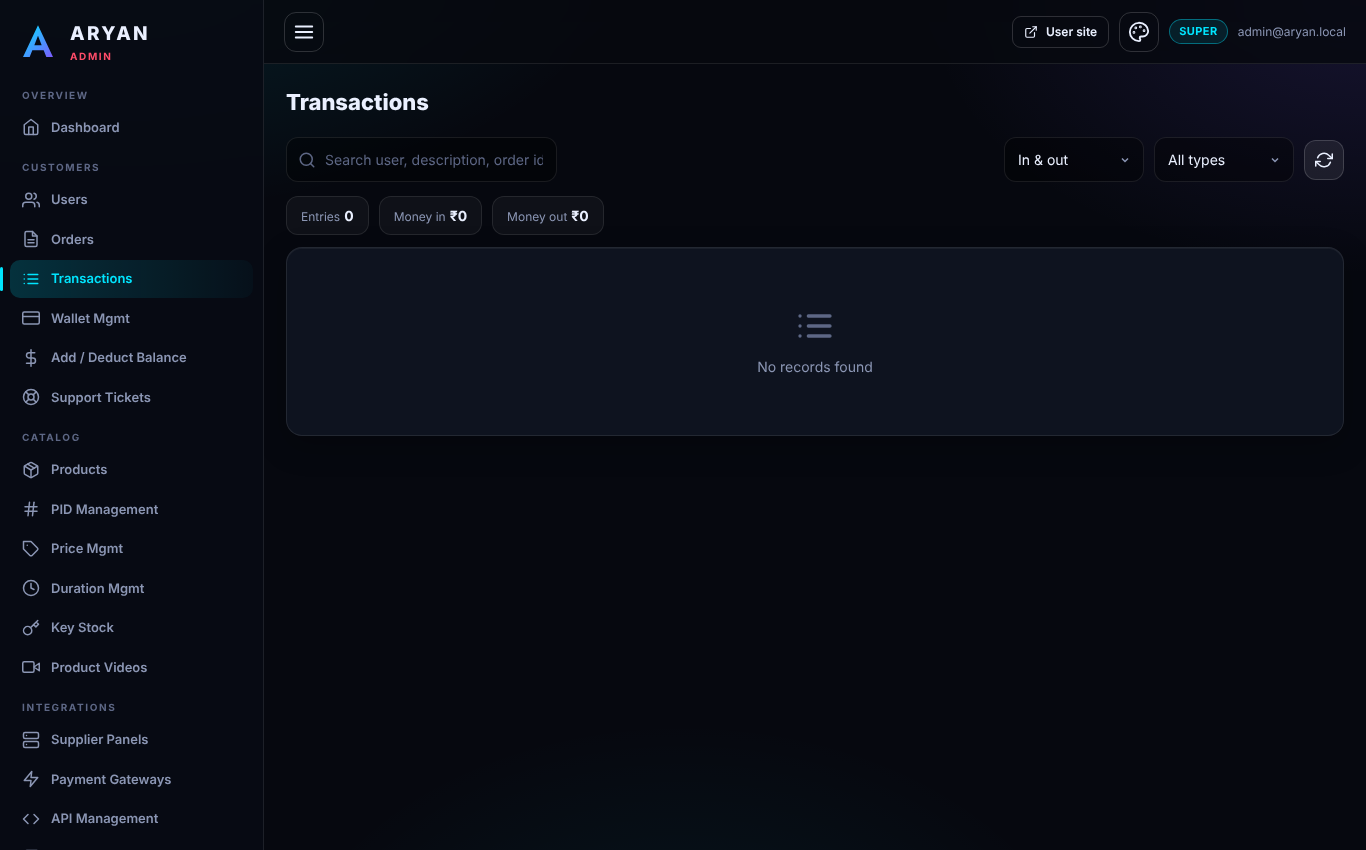 ARYAN
ADMIN
OVERVIEW
Dashboard
CUSTOMERS
Users
Orders
Transactions
Wallet Mgmt
Add / Deduct Balance
Support Tickets
CATALOG
Products
PID Management
Price Mgmt
Duration Mgmt
Key Stock
Product Videos
INTEGRATIONS
Supplier Panels
Payment Gateways
API Management
User site
SUPER
admin@aryan.local
Transactions
Search user, description, order id
In & out
All types
Entries 0
Money in ₹0
Money out ₹0
No records found